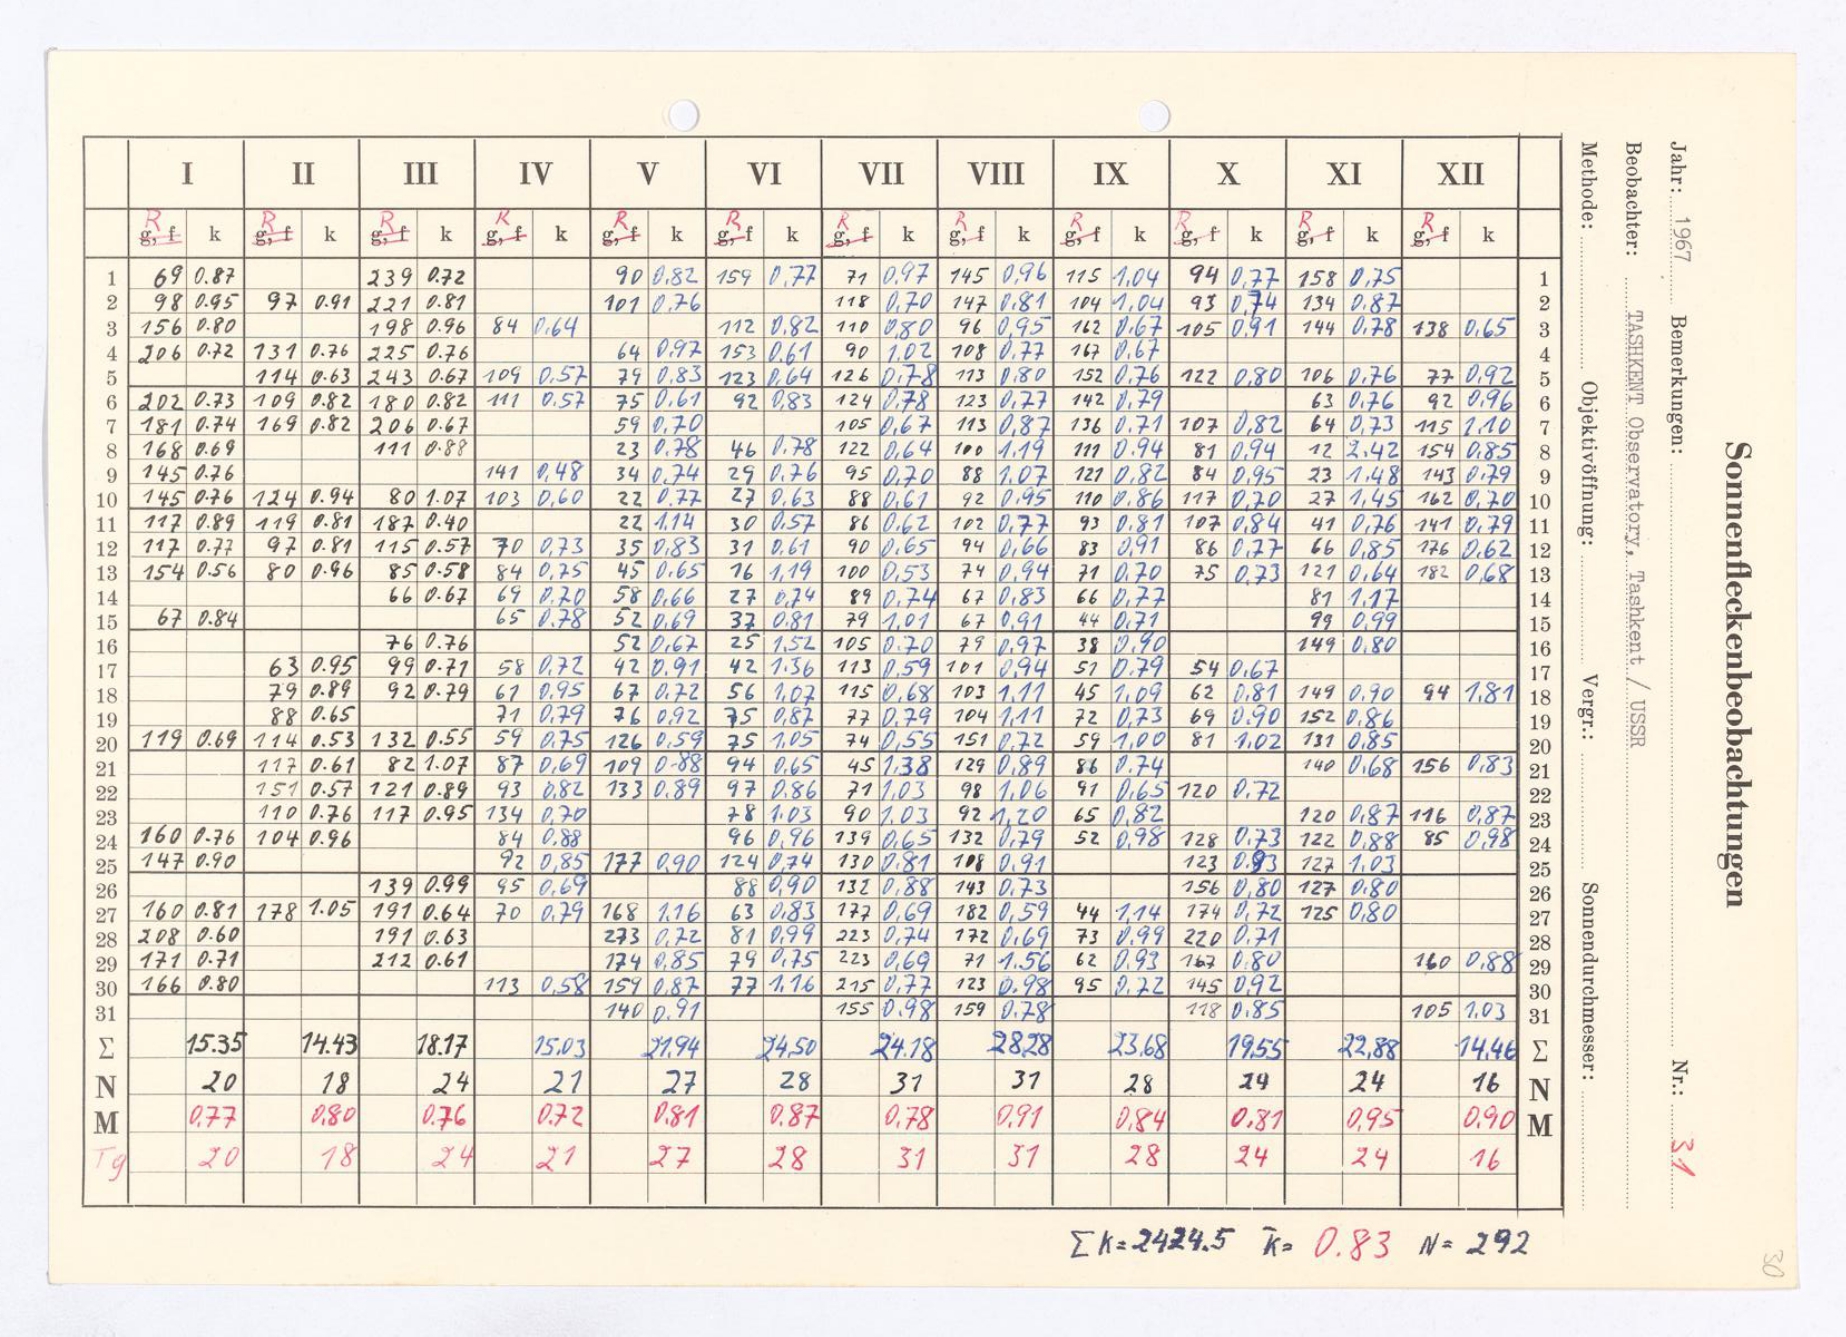 I II III IV V VI VII VIII IX X XI XII
R R R R R R R R R R R R
g, f k g, f k g, f k g, f k g, f k g, f k g, f k g, f k g, f k g, f k g, f k g, f k
1 69 0.87 239 0.72 90 0,82 159 0,77 71 0,97 145 0,96 115 1,04 94 0,77 158 0,75 1
2 98 0.95 97 0.91 221 0.81 101 0,76 118 0,70 147 0.81 104 1,04 93 0,74 134 0,87 2
3 156 0.80 198 0.96 84 0,64 112 0,82 110 0,80 96 0,95 162 0,67 105 0,91 144 0,78 138 0,65 3
4 206 0.72 131 0.76 225 0.76 64 0,97 153 0,61 90 1,02 108 0,77 167 0,67 4
5 114 0.63 243 0.67 109 0,57 79 0,83 123 0,64 126 0,78 113 0,80 152 0,76 122 0,80 106 0,76 77 0,92 5
6 202 0.73 109 0.82 180 0.82 111 0.57 75 0,61 92 0,83 124 0,78 123 0,77 142 0,79 63 0,76 92 0,96 6
7 181 0.74 169 0.82 206 0.67 59 0,70 105 0,67 113 0,87 136 0.71 107 0,82 64 0,73 115 1.10 7
8 168 0.69 111 0.88 23 0,78 46 0,78 122 0,64 100 1,19 111 0.94 81 0,94 12 2,42 154 0,85 8
9 145 0.76 141 0,48 34 0,74 29 0,76 95 0,70 88 1.07 121 0,82 84 0,95 23 1,48 143 0,79 9
10 145 0.76 124 0.94 80 1.07 103 0,60 22 0,77 27 0,63 88 0,61 92 0,95 110 0.86 117 0,70 27 1,45 162 0,70 10
11 117 0.89 119 0.81 187 0.40 22 1.14 30 0,57 86 0,62 102 0,77 93 0,81 107 0,84 41 0,76 141 0,79 11
12 117 0.77 97 0.81 115 0.57 70 0,73 35 0,83 31 0,61 90 0,65 94 0,66 83 0,91 86 0,77 66 0,85 176 0,62 12
13 154 0.56 80 0.96 85 0.58 84 0,75 45 0,65 16 1,19 100 0,53 74 0,94 71 0,70 75 0,73 121 0,64 182 0,68 13
14 66 0.67 69 0,70 58 0,66 27 0,74 89 0,74 67 0,83 66 0,77 81 1,17 14
15 67 0.84 65 0,78 52 0,69 37 0,81 79 1,01 67 0,91 44 0,71 99 0,99 15
16 76 0.76 52 0,67 25 1,52 105 0,70 79 0,97 38 0,90 149 0,80 16
17 63 0.95 99 0.71 58 0,72 42 0,91 42 1.36 113 0,59 101 0,94 51 0,79 54 0,67 17
18 79 0.89 92 0.79 61 0,95 67 0,72 56 1,07 115 0,68 103 1,11 45 1,09 62 0,81 149 0,90 94 1,81 18
19 88 0.65 71 0,79 76 0,92 75 0,87 77 0,79 104 1,11 72 0,73 69 0,90 152 0,86 19
20 119 0.69 114 0.53 132 0.55 59 0,75 126 0,59 75 1,05 74 0,55 151 0,72 59 1,00 81 1,02 131 0,85 20
21 117 0.61 82 1.07 87 0,69 109 0.88 94 0,65 45 1,38 129 0,89 86 0,74 140 0,68 156 0,83 21
22 151 0.57 121 0.89 93 0,82 133 0,89 97 0,86 71 1,03 98 1,06 91 0,65 120 0,72 22
23 110 0.76 117 0.95 134 0,70 78 1.03 90 1,03 92 1,20 65 0,82 120 0,87 116 0,87 23
24 160 0.76 104 0.96 84 0,88 96 0,96 139 0,65 132 0,79 52 0,98 128 0,73 122 0,88 85 0,98 24
25 147 0.90 92 0,85 177 0,90 124 0,74 130 0.81 108 0,91 123 0.93 127 1,03 25
26 139 0.99 95 0,69 88 0,90 132 0,88 143 0,73 156 0,80 127 0.80 26
27 160 0.81 178 1.05 191 0.64 70 0,79 168 1,16 63 0,83 177 0,69 182 0,59 44 1,14 174 0,72 125 0,80 27
28 208 0.60 191 0.63 273 0,72 81 0,99 223 0,74 172 0,69 73 0,99 220 0,71 28
29 171 0.71 212 0.61 174 0,85 79 0,75 223 0,69 71 1.56 62 0,93 167 0.80 160 0,88 29
30 166 0.80 113 0,58 159 0,87 77 1,16 215 0,77 123 0.98 95 0.72 145 0,92 30
31 140 0.91 155 0,98 159 0,78 118 0,85 105 1,03 31
Σ 15.35 14.43 18.17 15.03 21,94 24,50 24.18 28,28 23.68 19,55 22,88 14,46 Σ
N 20 18 24 21 27 28 31 31 28 24 24 16 N
M 0,77 0,80 0.76 0.72 0.81 0.87 0,78 0,91 0,84 0.81 0,95 0,90 M
Tg 20 18 24 21 27 28 31 31 28 24 24 16
Σk=2424.5 k̄= 0.83 N= 292
Sonnenfleckenbeobachtungen
Jahr: 1967 Bemerkungen: Nr.: 31
Beobachter: TASHKENT Observatory, Tashkent / USSR
Methode: Objektivöffnung: Vergr.: Sonnendurchmesser:
30